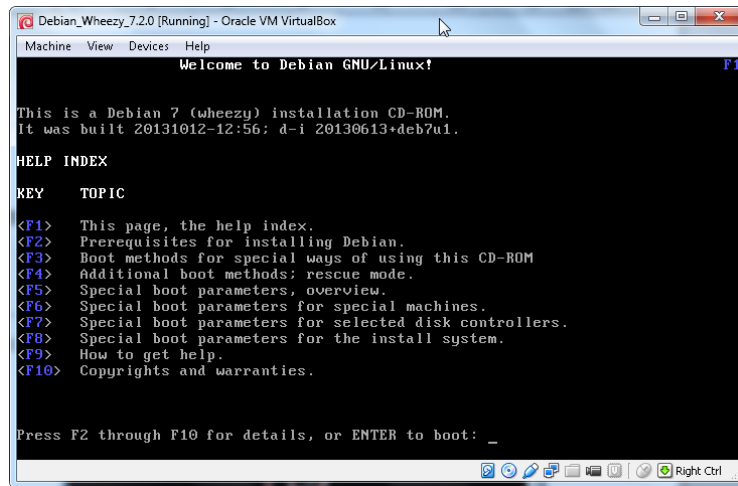 Debian_Wheezy_7.2.0 [Running] - Oracle VM VirtualBox
Machine View Devices Help
Welcome to Debian GNU/Linux! F1
This is a Debian 7 (wheezy) installation CD-ROM.
It was built 20131012-12:56; d-i 20130613+deb7u1.
HELP INDEX
KEY TOPIC
<F1> This page, the help index.
<F2> Prerequisites for installing Debian.
<F3> Boot methods for special ways of using this CD-ROM
<F4> Additional boot methods; rescue mode.
<F5> Special boot parameters, overview.
<F6> Special boot parameters for special machines.
<F7> Special boot parameters for selected disk controllers.
<F8> Special boot parameters for the install system.
<F9> How to get help.
<F10> Copyrights and warranties.
Press F2 through F10 for details, or ENTER to boot: _
Right Ctrl